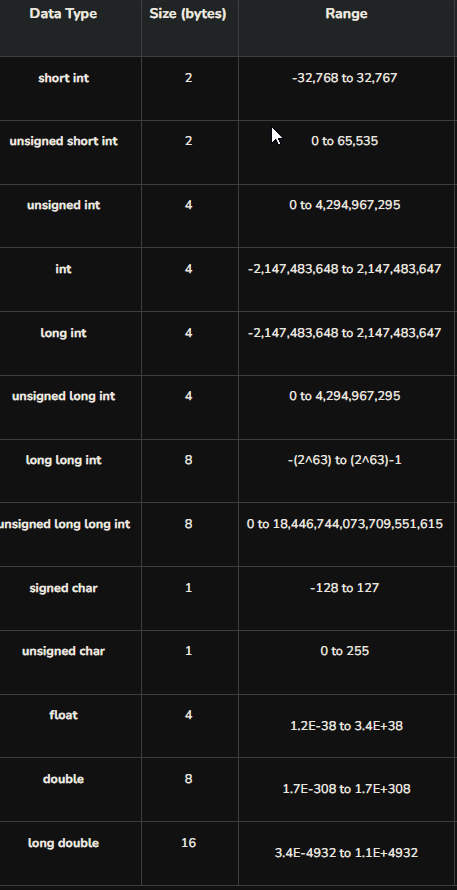 Data Type Size (bytes) Range
short int 2 -32,768 to 32,767
unsigned short int 2 0 to 65,535
unsigned int 4 0 to 4,294,967,295
int 4 -2,147,483,648 to 2,147,483,647
long int 4 -2,147,483,648 to 2,147,483,647
unsigned long int 4 0 to 4,294,967,295
long long int 8 -(2^63) to (2^63)-1
unsigned long long int 8 0 to 18,446,744,073,709,551,615
signed char 1 -128 to 127
unsigned char 1 0 to 255
float 4 1.2E-38 to 3.4E+38
double 8 1.7E-308 to 1.7E+308
long double 16 3.4E-4932 to 1.1E+4932